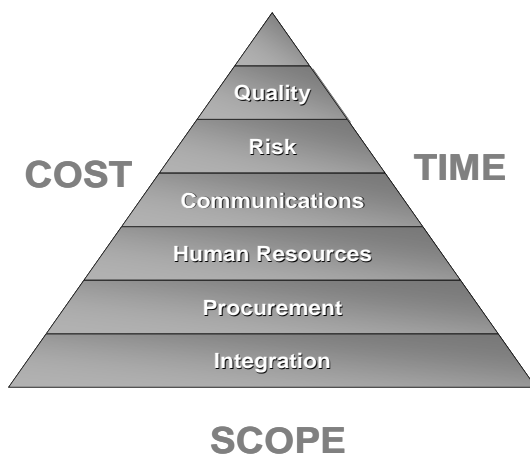 Quality
Risk
COST
TIME
Communications
Human Resources
Procurement
Integration
SCOPE